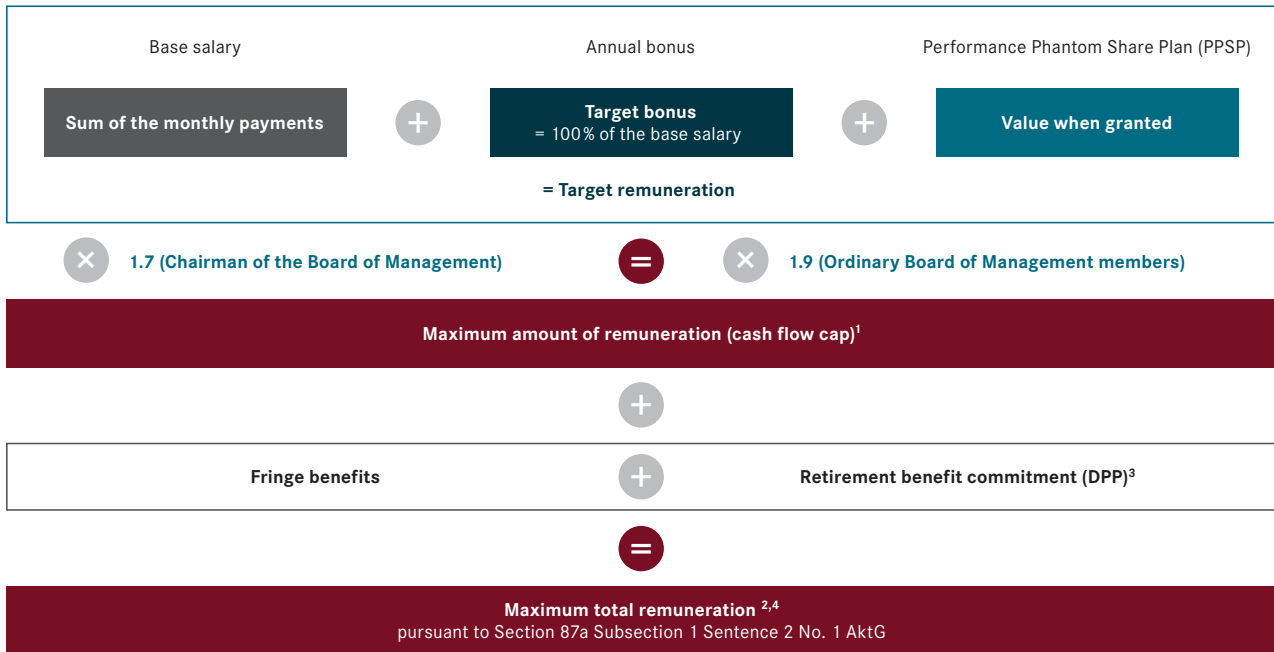 Base salary
Annual bonus
Performance Phantom Share Plan (PPSP)
Sum of the monthly payments
+
Target bonus
= 100% of the base salary
+
Value when granted
= Target remuneration
× 1.7 (Chairman of the Board of Management)
=
× 1.9 (Ordinary Board of Management members)
Maximum amount of remuneration (cash flow cap)¹
+
Fringe benefits
+
Retirement benefit commitment (DPP)³
=
Maximum total remuneration ²,⁴
pursuant to Section 87a Subsection 1 Sentence 2 No. 1 AktG